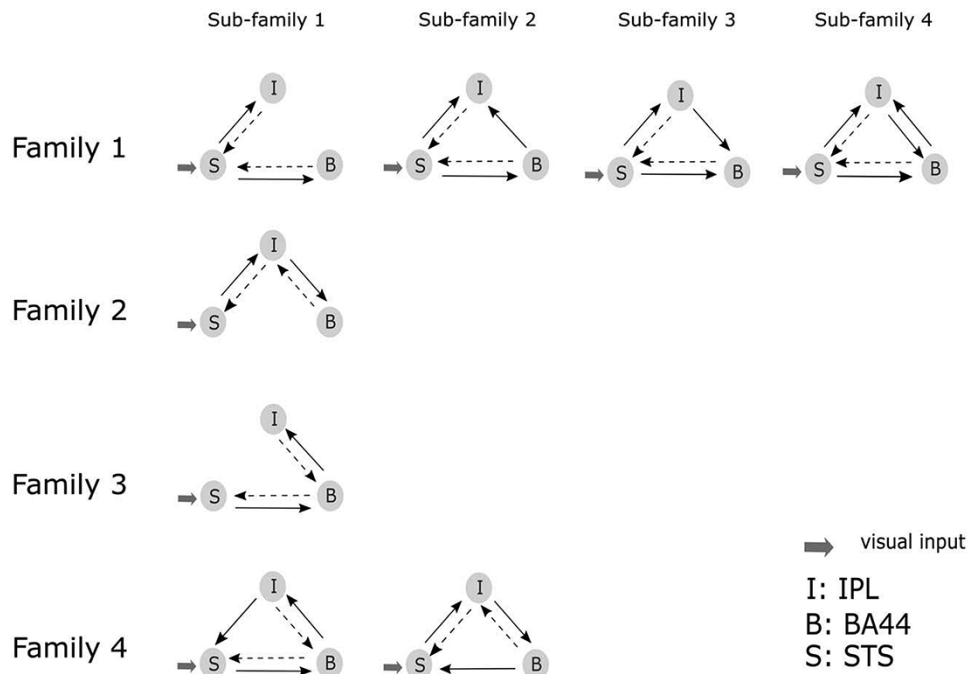 Sub-family 1 Sub-family 2 Sub-family 3 Sub-family 4
I I I I
Family 1
S B S B S B S B
I
Family 2
S B
I
Family 3
S B
visual input
I: IPL
I I
B: BA44
Family 4
S: STS
S B S B